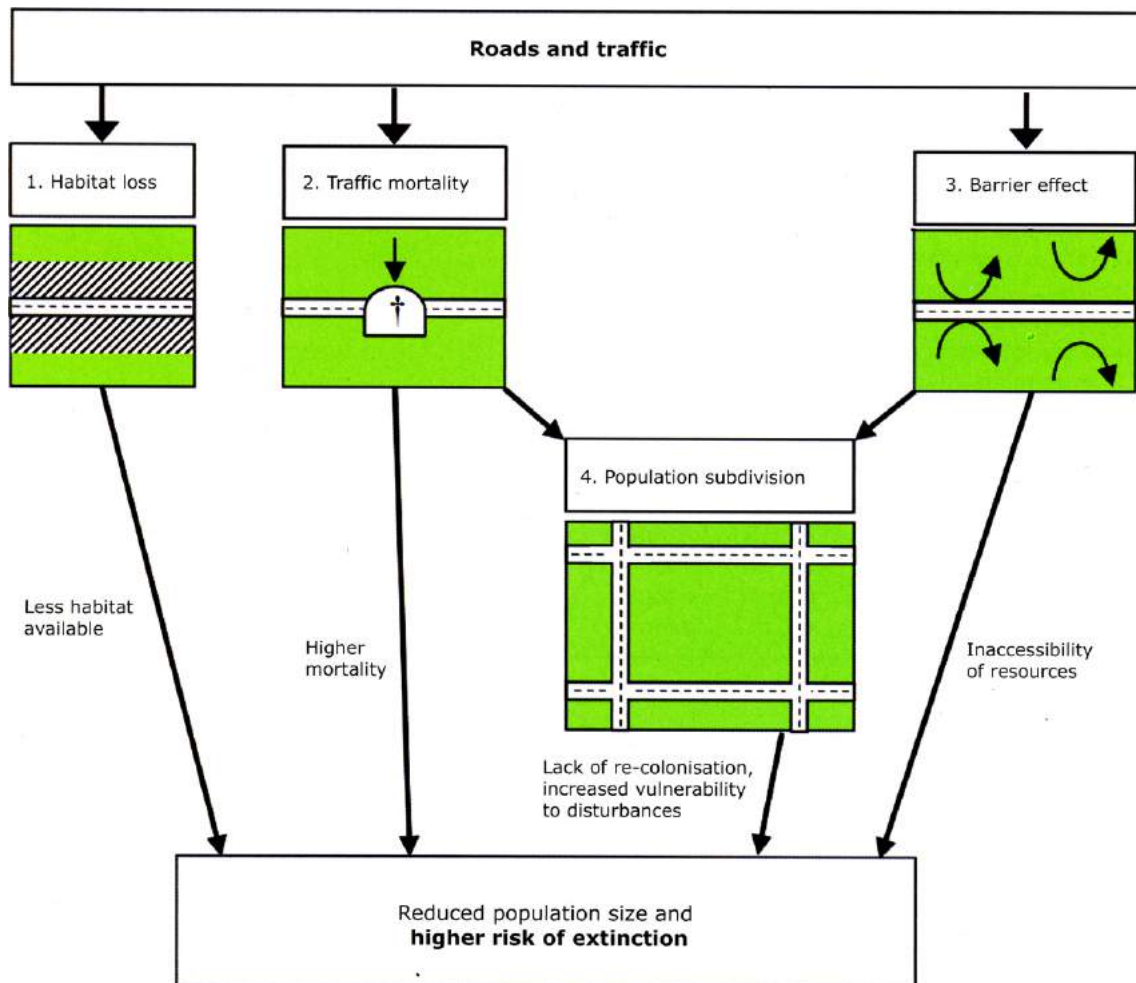 Roads and traffic
1. Habitat loss
2. Traffic mortality
3. Barrier effect
†
4. Population subdivision
Less habitat
available
Higher
mortality
Inaccessibility
of resources
Lack of re-colonisation,
increased vulnerability
to disturbances
Reduced population size and
higher risk of extinction